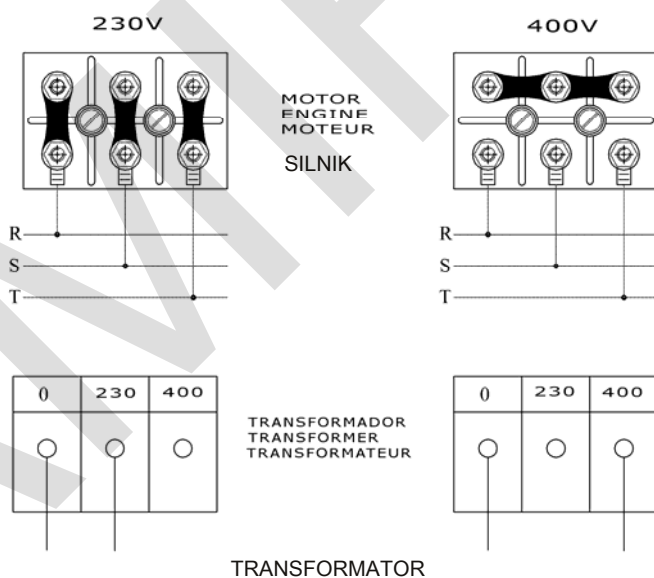 230V
400V
MOTOR
ENGINE
MOTEUR
SILNIK
R
S
T
R
S
T
0 230 400
0 230 400
TRANSFORMADOR
TRANSFORMER
TRANSFORMATEUR
TRANSFORMATOR